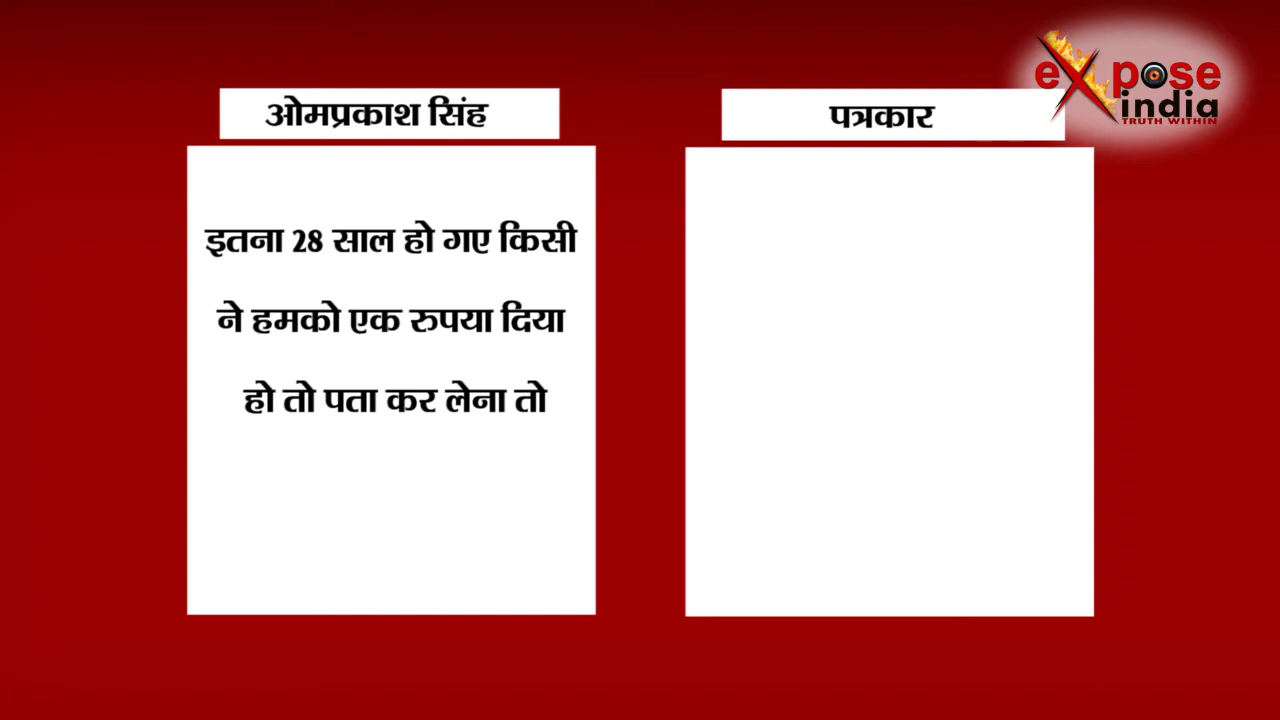 ओमप्रकाश सिंह
इतना 28 साल हो गए किसी
ने हमको एक रुपया दिया
हो तो पता कर लेना तो
पत्रकार
eXpose
india
TRUTH WITHIN